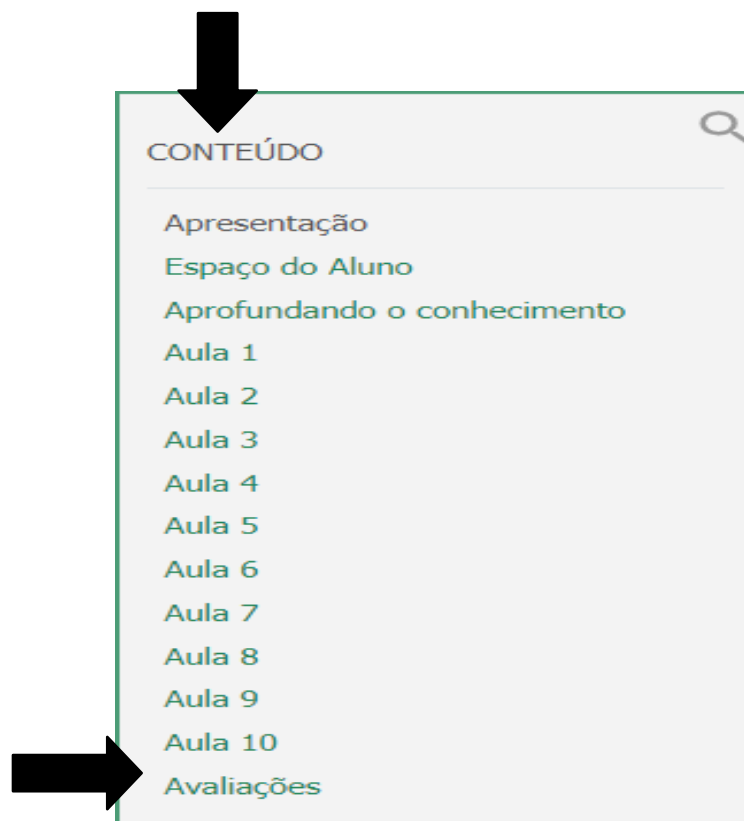 CONTEÚDO
Apresentação
Espaço do Aluno
Aprofundando o conhecimento
Aula 1
Aula 2
Aula 3
Aula 4
Aula 5
Aula 6
Aula 7
Aula 8
Aula 9
Aula 10
Avaliações